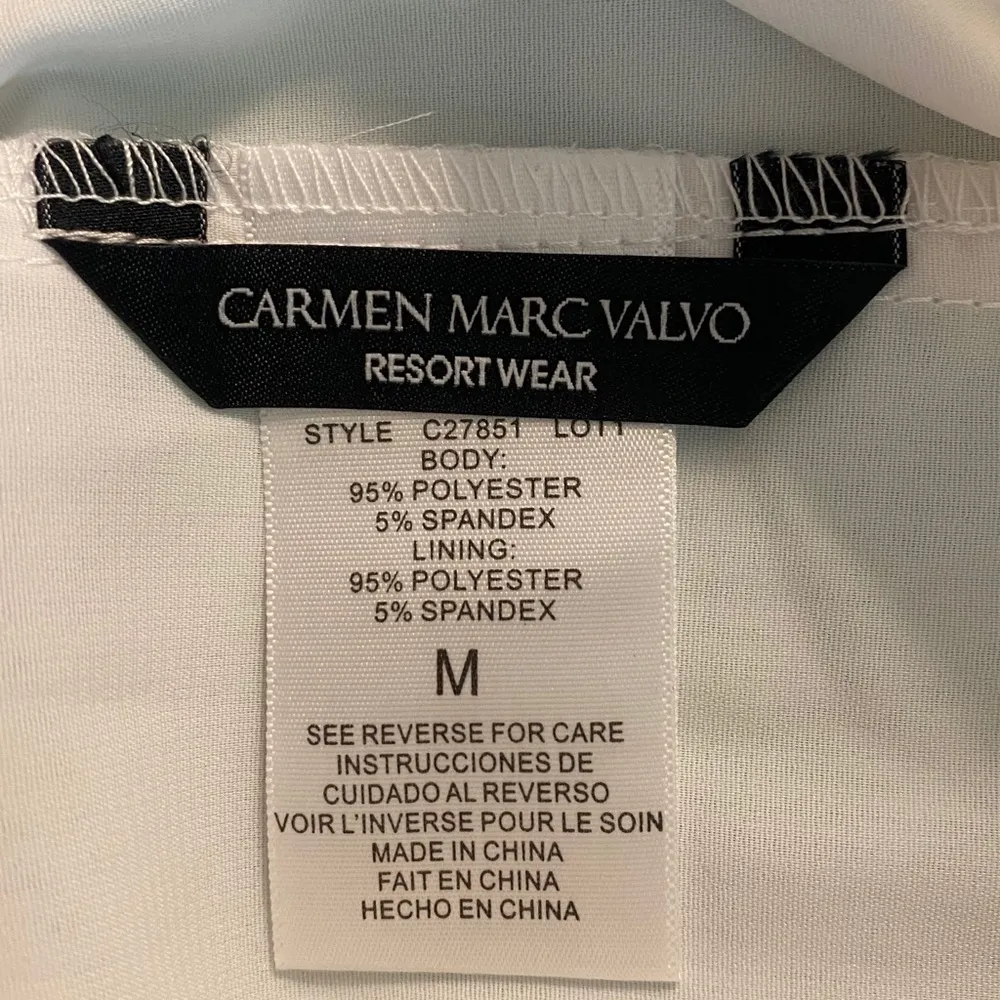 CARMEN MARC VALVO
RESORT WEAR
STYLE C27851 LOT1
BODY:
95% POLYESTER
5% SPANDEX
LINING:
95% POLYESTER
5% SPANDEX
M
SEE REVERSE FOR CARE
INSTRUCCIONES DE
CUIDADO AL REVERSO
VOIR L'INVERSE POUR LE SOIN
MADE IN CHINA
FAIT EN CHINA
HECHO EN CHINA